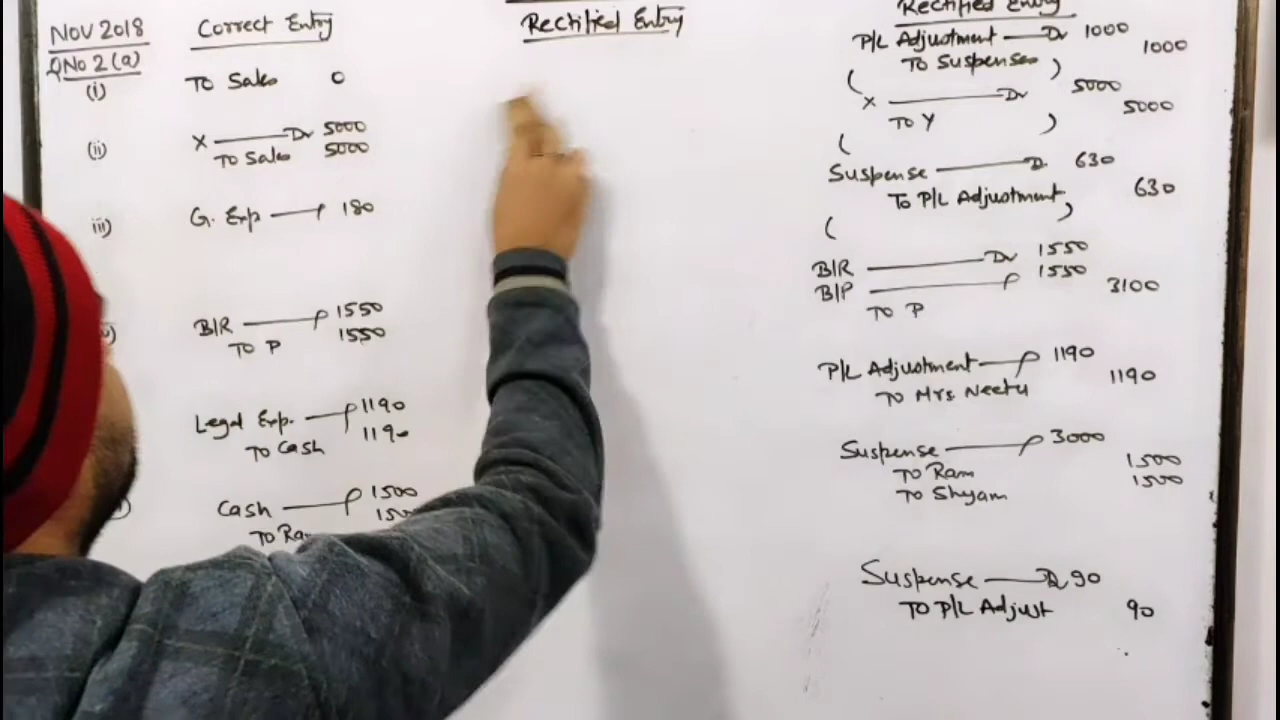 NOV 2018
QNo 2 (a)
(i)
(ii)
iii)
Correct Entry
To Sales 0
X Dr 5000
To Sales 5000
G. Exp 180
B/R 1550
To P 1550
Legal Exp. 1190
To Cash 1190
Cash 1500
To Ra
Rectified Entry
Rectified Entry
P/L Adjustment Dr 1000
To Suspense 1000
( )
X Dr 5000
To Y 5000
( )
Suspense D. 630
To P/L Adjustment 630
( )
B/R Dr 1550
B/P 1550
To P 3100
P/L Adjustment 1190
To Mrs Neetu 1190
Suspense 3000
To Ram 1500
To Shyam 1500
Suspense D 90
To P/L Adjust 90